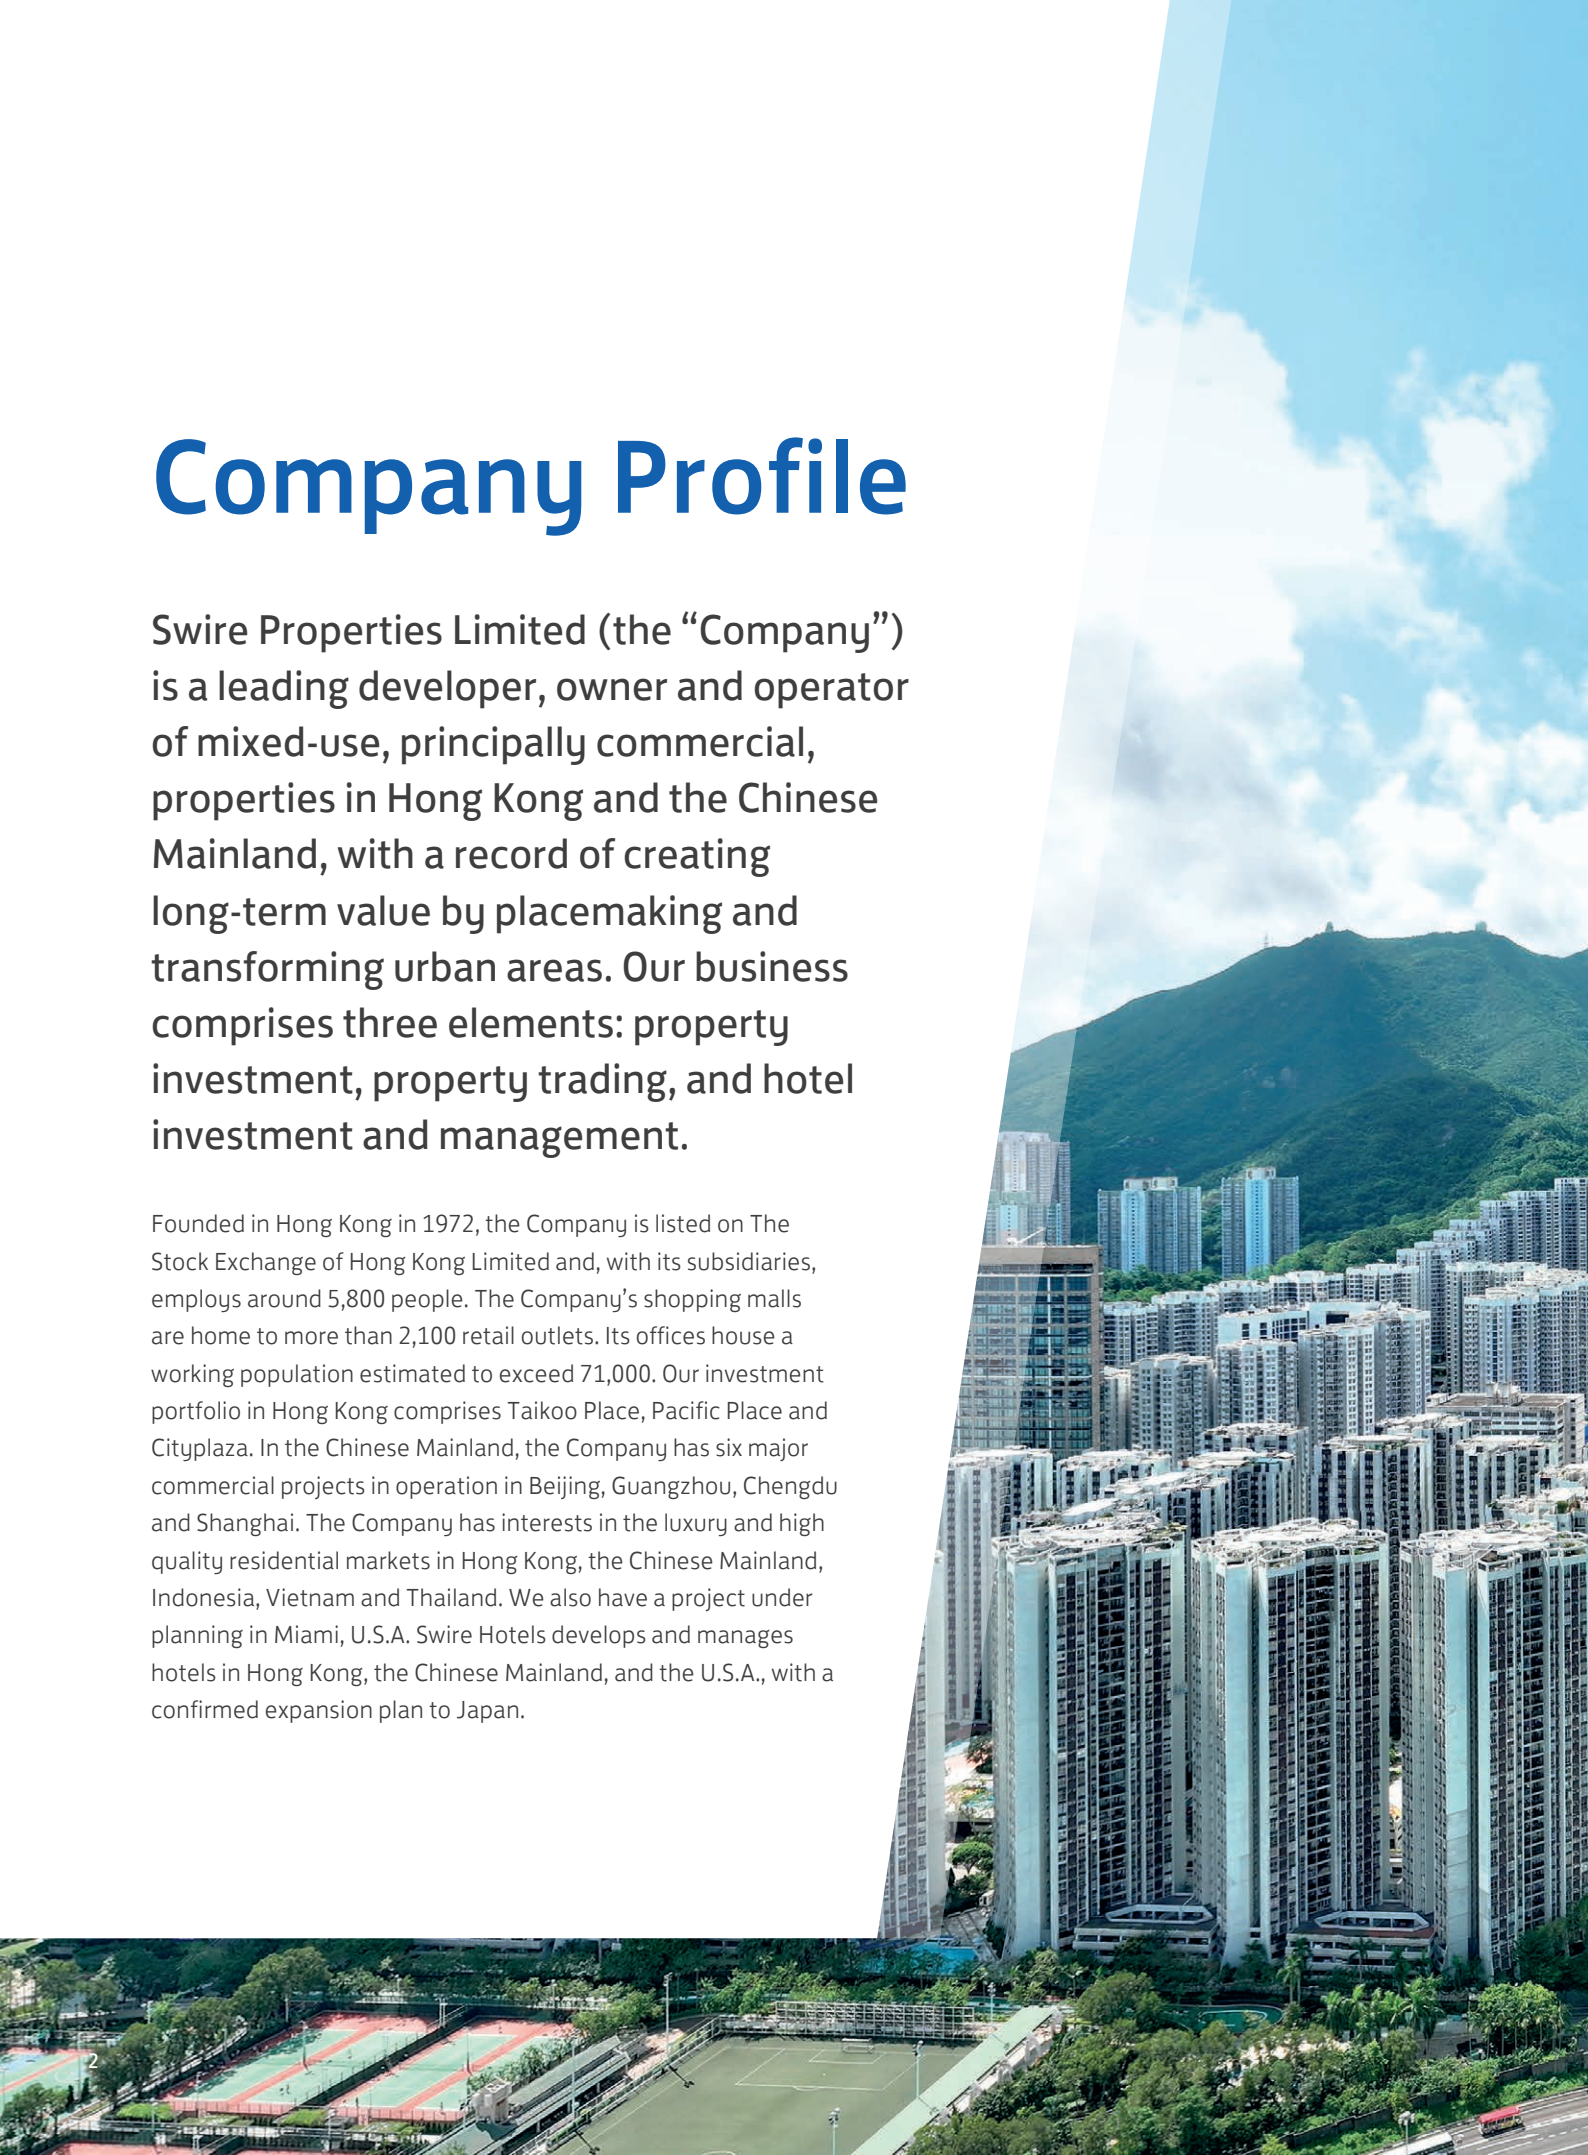 Company Profile
Swire Properties Limited (the “Company”)
is a leading developer, owner and operator
of mixed-use, principally commercial,
properties in Hong Kong and the Chinese
Mainland, with a record of creating
long-term value by placemaking and
transforming urban areas. Our business
comprises three elements: property
investment, property trading, and hotel
investment and management.
Founded in Hong Kong in 1972, the Company is listed on The
Stock Exchange of Hong Kong Limited and, with its subsidiaries,
employs around 5,800 people. The Company’s shopping malls
are home to more than 2,100 retail outlets. Its offices house a
working population estimated to exceed 71,000. Our investment
portfolio in Hong Kong comprises Taikoo Place, Pacific Place and
Cityplaza. In the Chinese Mainland, the Company has six major
commercial projects in operation in Beijing, Guangzhou, Chengdu
and Shanghai. The Company has interests in the luxury and high
quality residential markets in Hong Kong, the Chinese Mainland,
Indonesia, Vietnam and Thailand. We also have a project under
planning in Miami, U.S.A. Swire Hotels develops and manages
hotels in Hong Kong, the Chinese Mainland, and the U.S.A., with a
confirmed expansion plan to Japan.
2